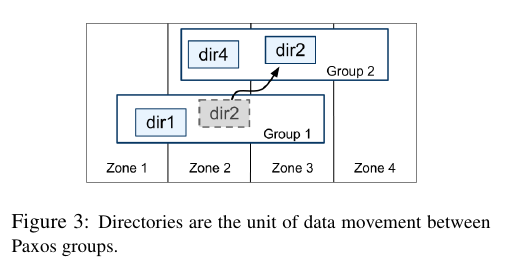 dir4
dir2
Group 2
dir1
dir2
Group 1
Zone 1
Zone 2
Zone 3
Zone 4
Figure 3: Directories are the unit of data movement between
Paxos groups.